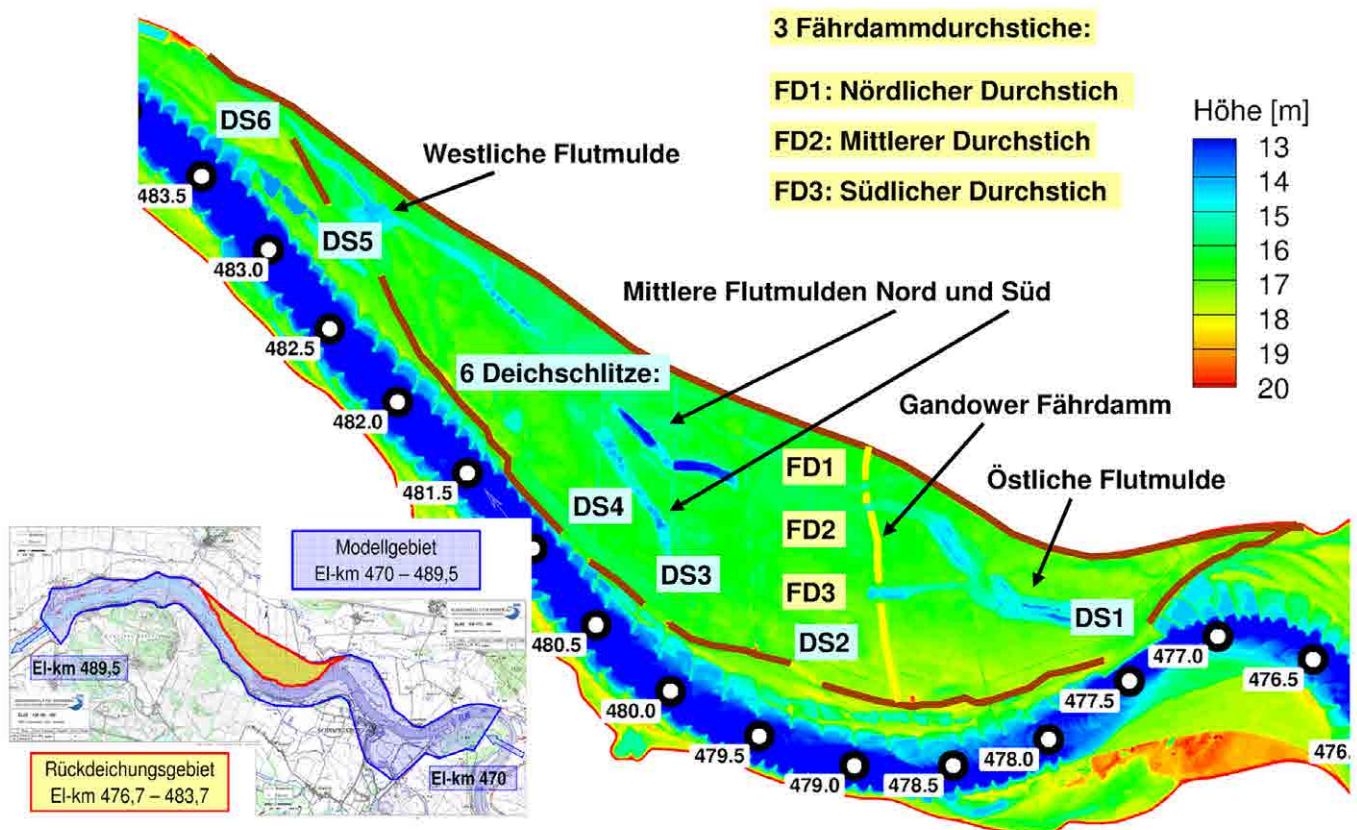 3 Fährdammdurchstiche:
FD1: Nördlicher Durchstich
FD2: Mittlerer Durchstich
FD3: Südlicher Durchstich
Höhe [m]
13
14
15
16
17
18
19
20
DS6
Westliche Flutmulde
483.5
DS5
483.0
Mittlere Flutmulden Nord und Süd
482.5
6 Deichschlitze:
482.0
Gandower Fährdamm
FD1
Östliche Flutmulde
481.5
DS4
FD2
DS3
FD3
DS1
DS2
480.5
480.0
479.5
479.0
478.5
478.0
477.5
477.0
476.5
476.
Modellgebiet
El-km 470 – 489,5
El-km 489,5
El-km 470
Rückdeichungsgebiet
El-km 476,7 – 483,7